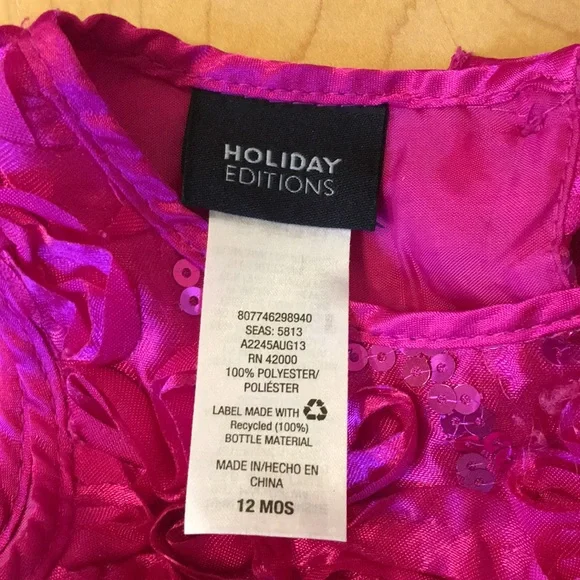 HOLIDAY
EDITIONS
807746298940
SEAS: 5813
A2245AUG13
RN 42000
100% POLYESTER/
POLIÉSTER
LABEL MADE WITH
Recycled (100%)
BOTTLE MATERIAL
MADE IN/HECHO EN
CHINA
12 MOS